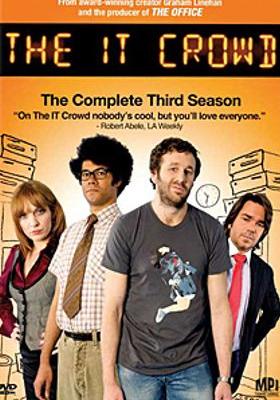 From award-winning creator Graham Linehan
and the producer of THE OFFICE
THE IT CROWD
The Complete Third Season
"On The IT Crowd nobody's cool, but you'll love everyone."
- Robert Abele, LA Weekly
DVD
MPI